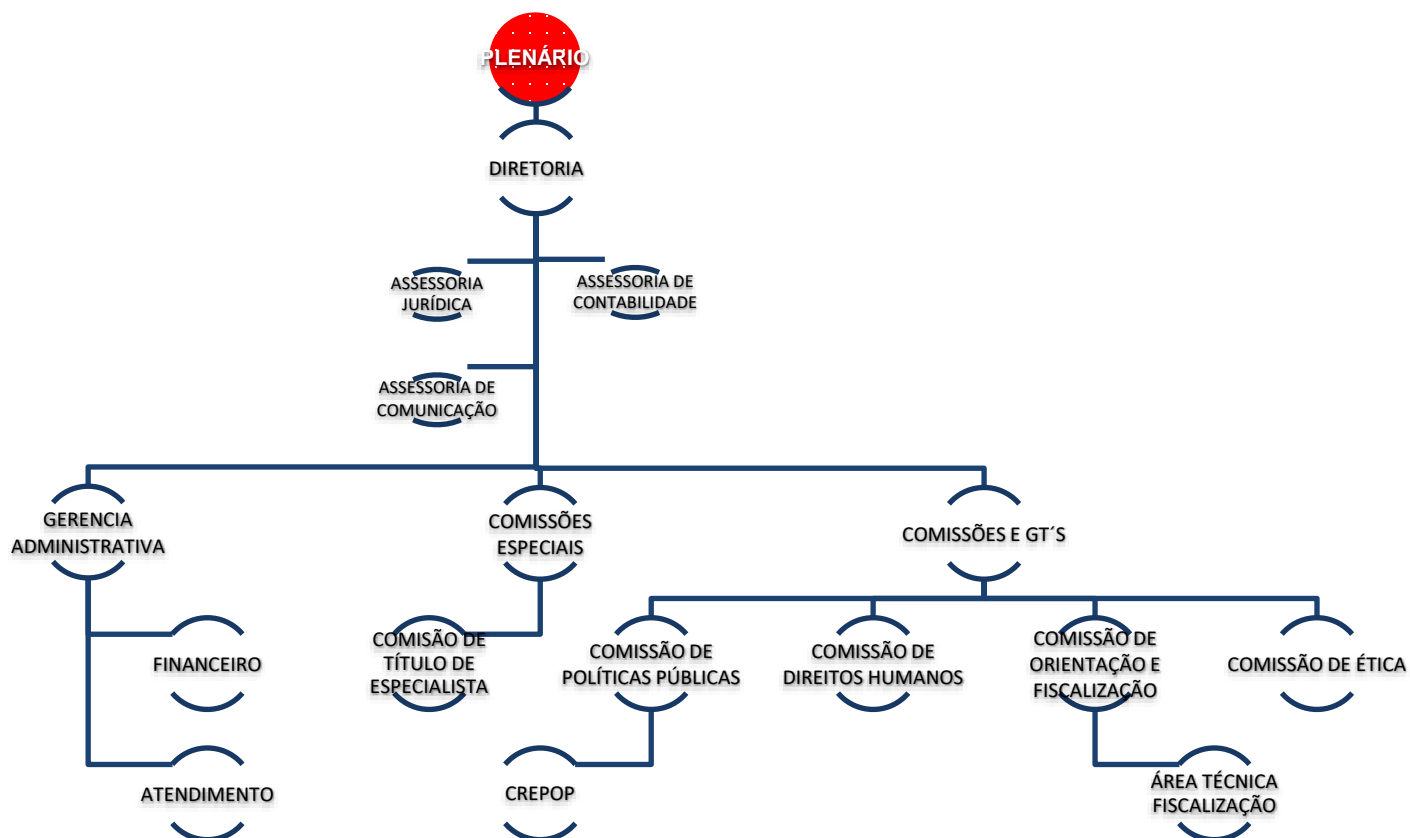 PLENÁRIO
DIRETORIA
ASSESSORIA
JURÍDICA
ASSESSORIA DE
CONTABILIDADE
ASSESSORIA DE
COMUNICAÇÃO
GERENCIA
ADMINISTRATIVA
COMISSÕES
ESPECIAIS
COMISSÕES E GT´S
FINANCEIRO
COMISÃO DE
TÍTULO DE
ESPECIALISTA
COMISSÃO DE
POLÍTICAS PÚBLICAS
COMISSÃO DE
DIREITOS HUMANOS
COMISSÃO DE
ORIENTAÇÃO E
FISCALIZAÇÃO
COMISSÃO DE ÉTICA
ATENDIMENTO
CREPOP
ÁREA TÉCNICA
FISCALIZAÇÃO